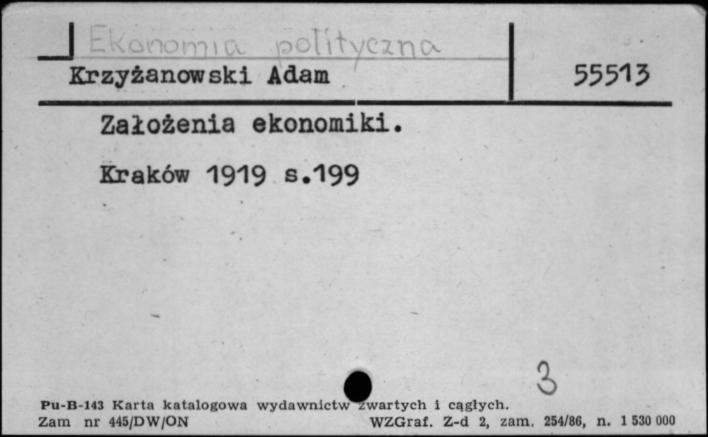 Ekonomia polityczna
Krzyżanowski Adam 55513
Założenia ekonomiki.
Kraków 1919 s.199
3
Pu-B-143 Karta katalogowa wydawnictw zwartych i cągłych.
Zam nr 445/DW/ON WZGraf. Z-d 2, zam. 254/86, n. 1 530 000